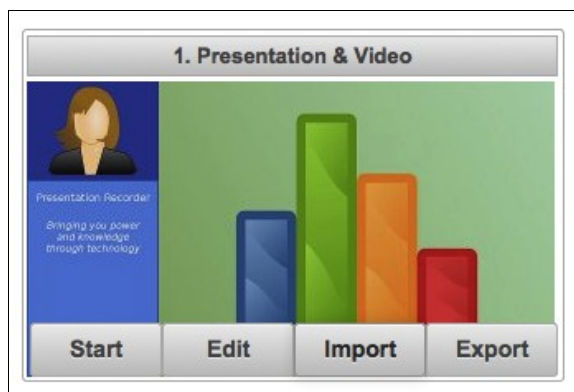 1. Presentation & Video
Presentation Recorder
Bringing you power
and knowledge
through technology
Start Edit Import Export